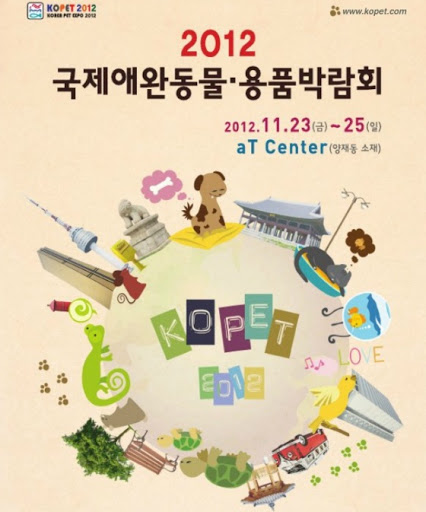 KOPET 2012
KOREA PET EXPO 2012
www.kopet.com
2012
국제애완동물·용품박람회
2012.11.23(금)~25(일)
aT Center(양재동 소재)
KOPET
2012
LOVE